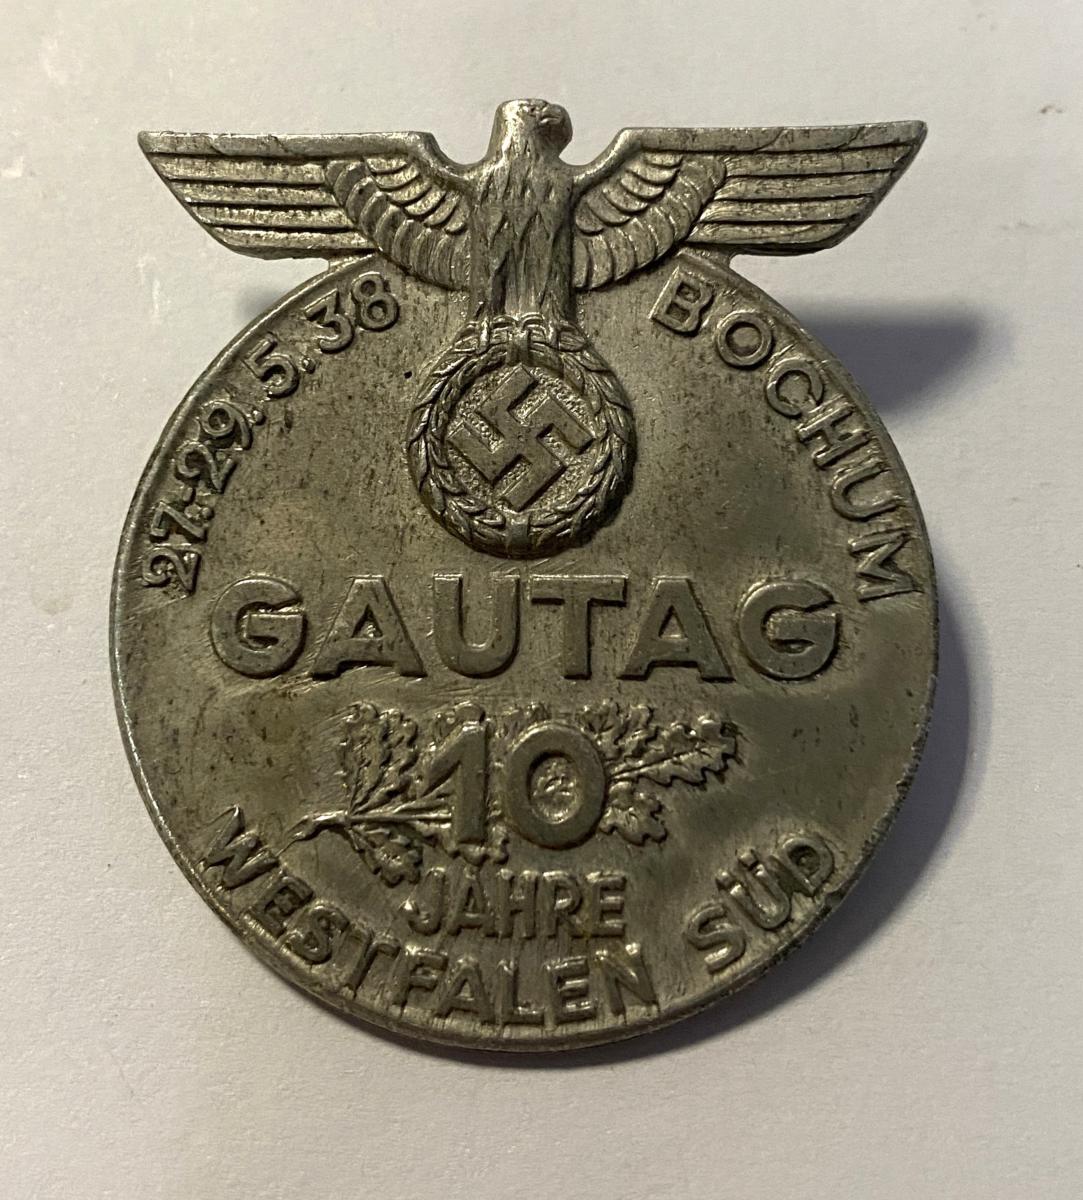 27.-29.5.38
BOCHUM
GAUTAG
10
JAHRE
WESTFALEN SÜD